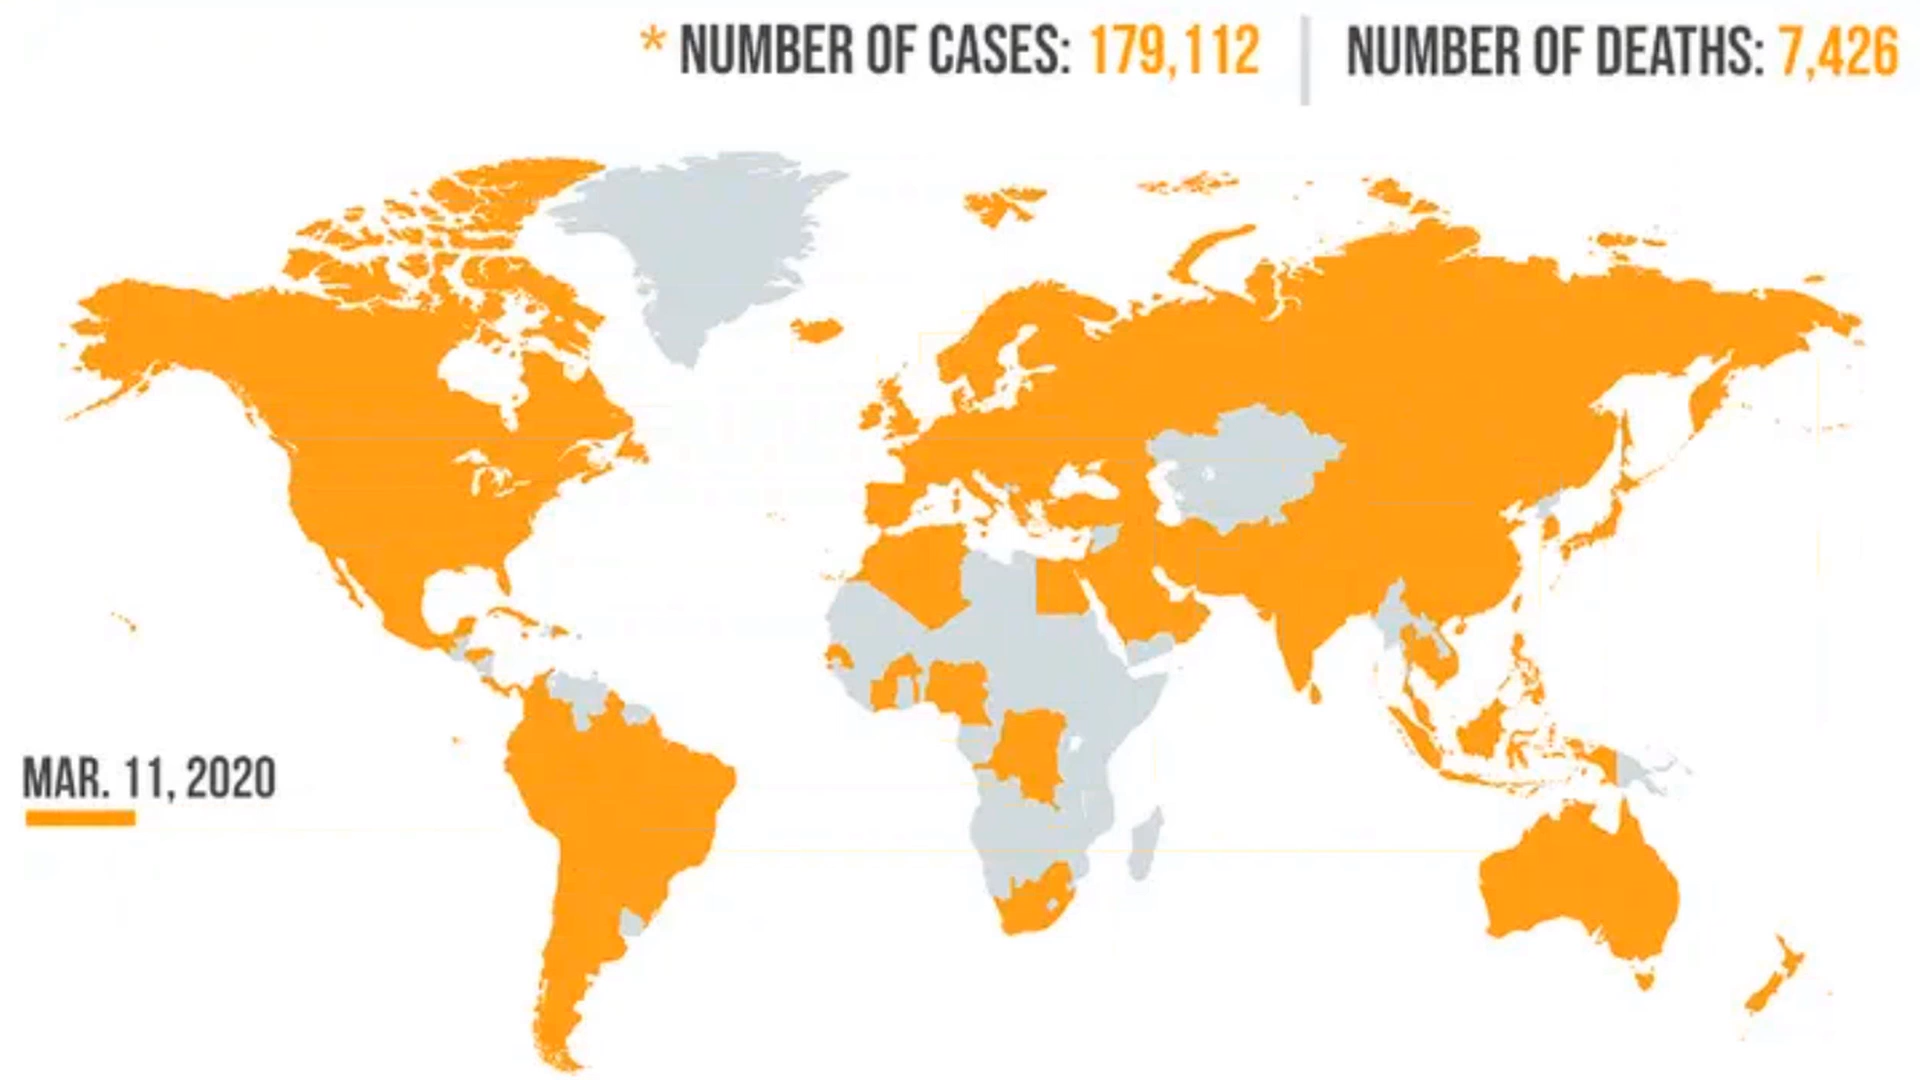 * NUMBER OF CASES: 179,112 NUMBER OF DEATHS: 7,426
MAR. 11, 2020